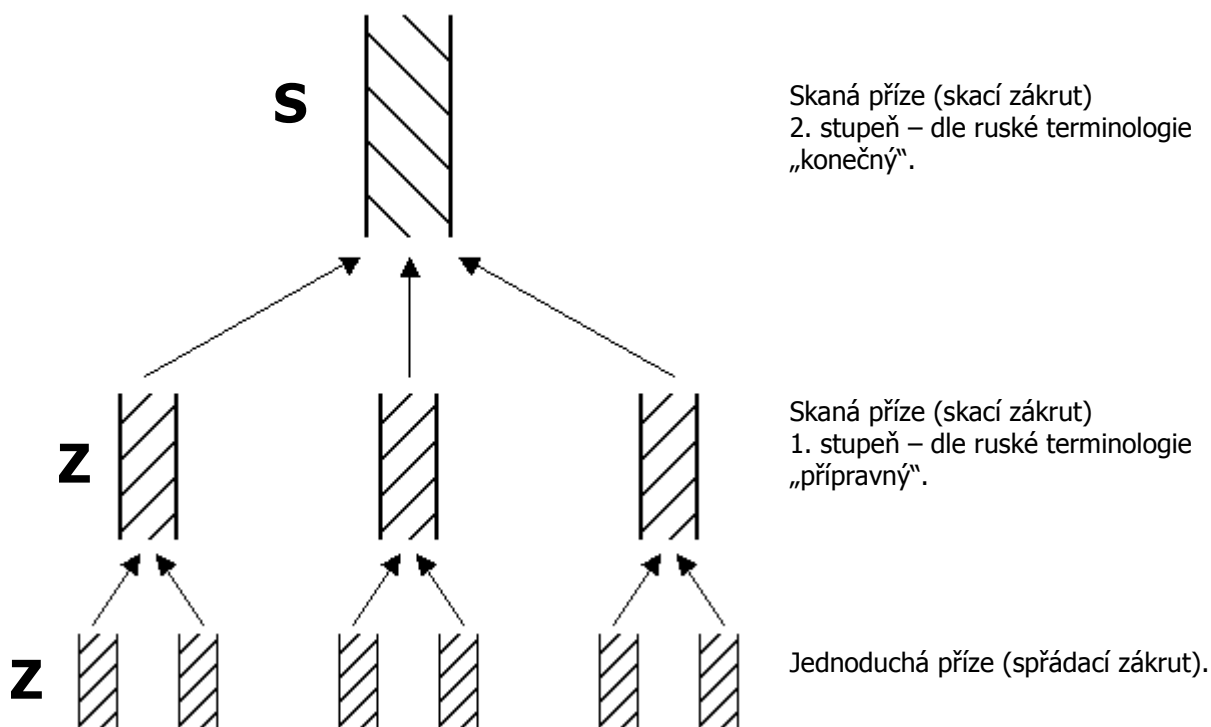 S
Skaná příze (skací zákrut)
2. stupeň – dle ruské terminologie
„konečný“.
Z
Skaná příze (skací zákrut)
1. stupeň – dle ruské terminologie
„přípravný“.
Z
Jednoduchá příze (spřádací zákrut).